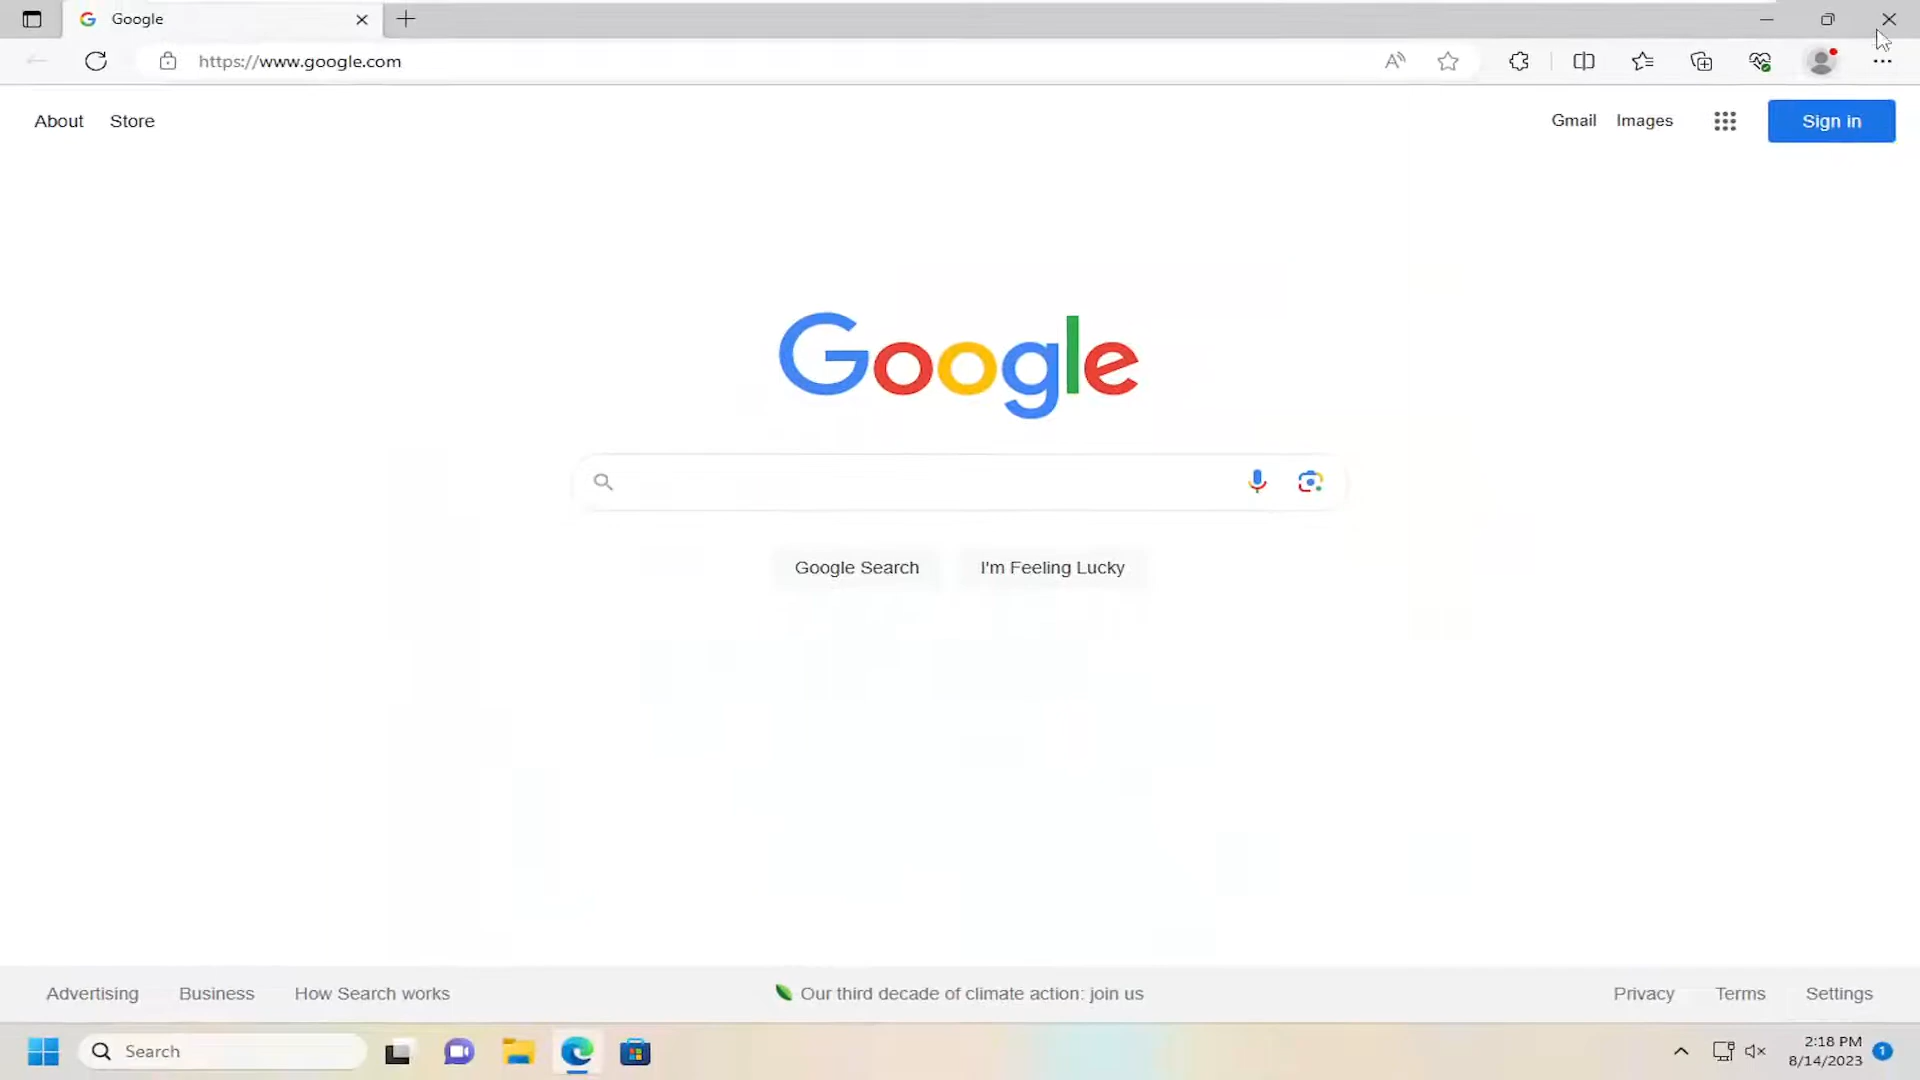 Google
https://www.google.com
About Store
Gmail Images Sign in
Google
Google Search I'm Feeling Lucky
Advertising Business How Search works
Our third decade of climate action: join us
Privacy Terms Settings
Search
2:18 PM
8/14/2023
1